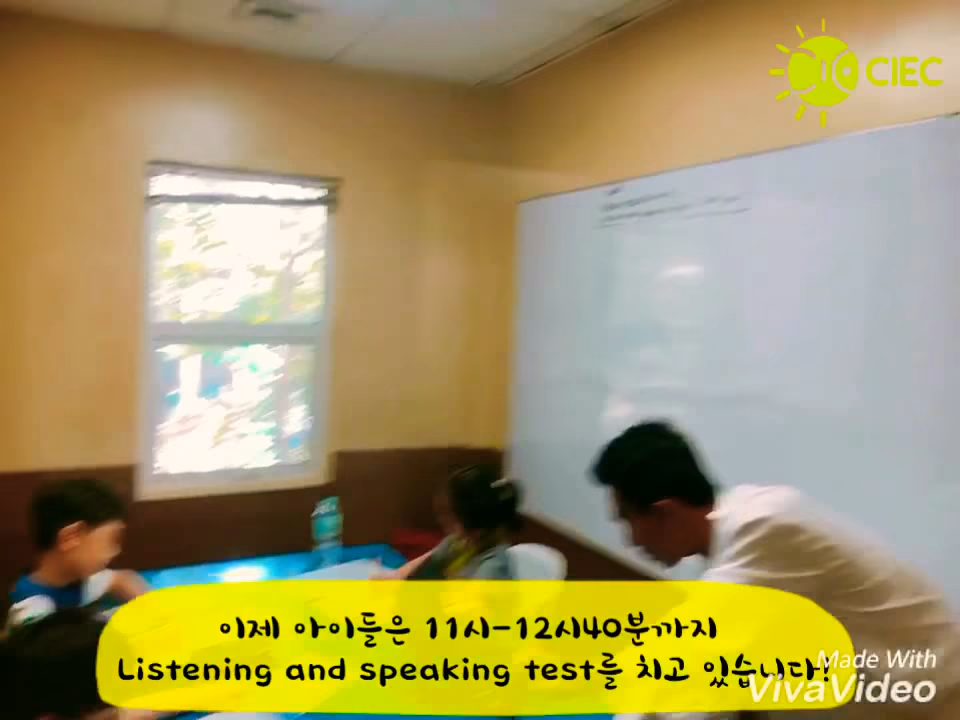 CIEC
이제 아이들은 11시-12시40분까지
Listening and speaking test를 치고 있습니다!
Made With
VivaVideo